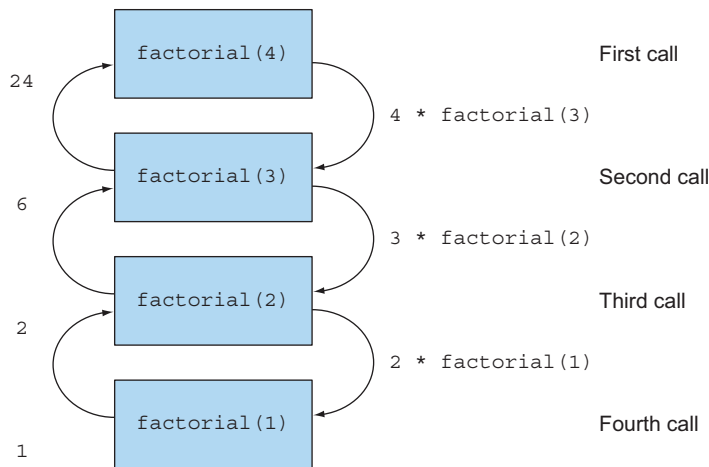 factorial(4)
First call
24
4 * factorial(3)
factorial(3)
Second call
6
3 * factorial(2)
factorial(2)
Third call
2
2 * factorial(1)
factorial(1)
Fourth call
1